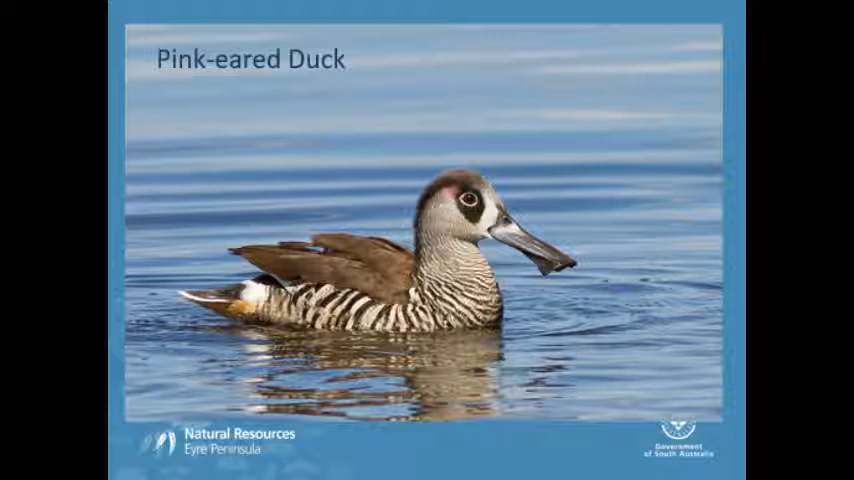 Pink-eared Duck
Natural Resources
Eyre Peninsula
Government
of South Australia